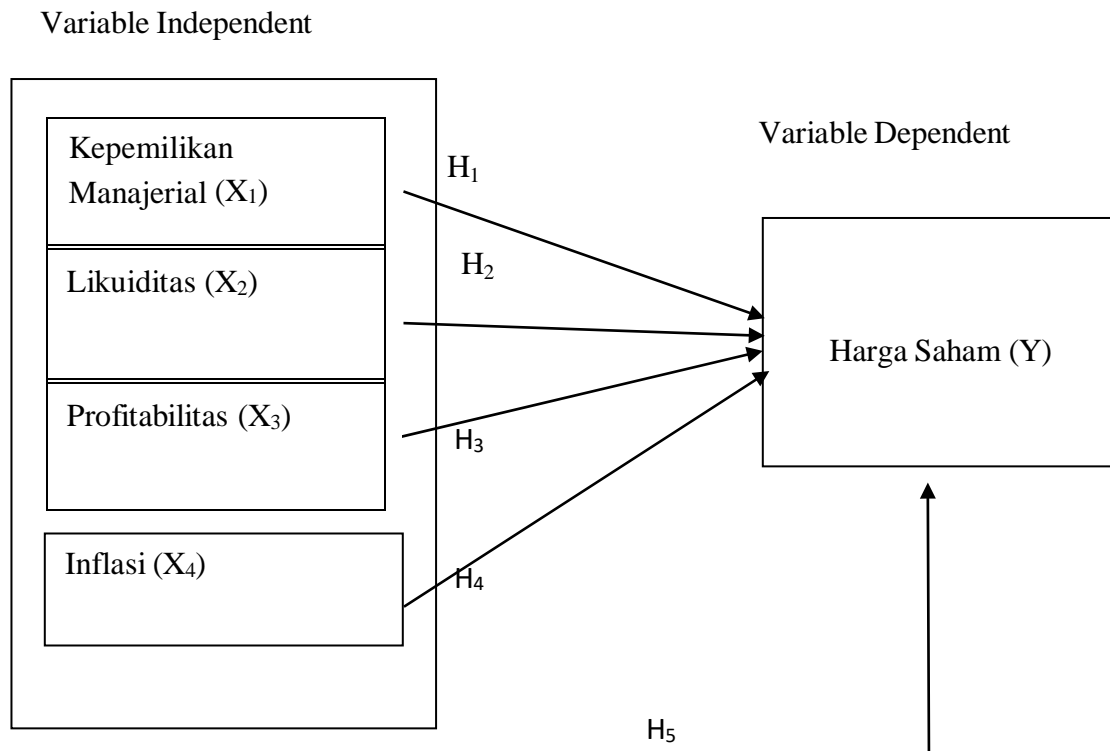 Variable Independent
Kepemilikan
Manajerial (X₁)
Likuiditas (X₂)
Profitabilitas (X₃)
Inflasi (X₄)
H₁
H₂
H₃
H₄
H₅
Variable Dependent
Harga Saham (Y)